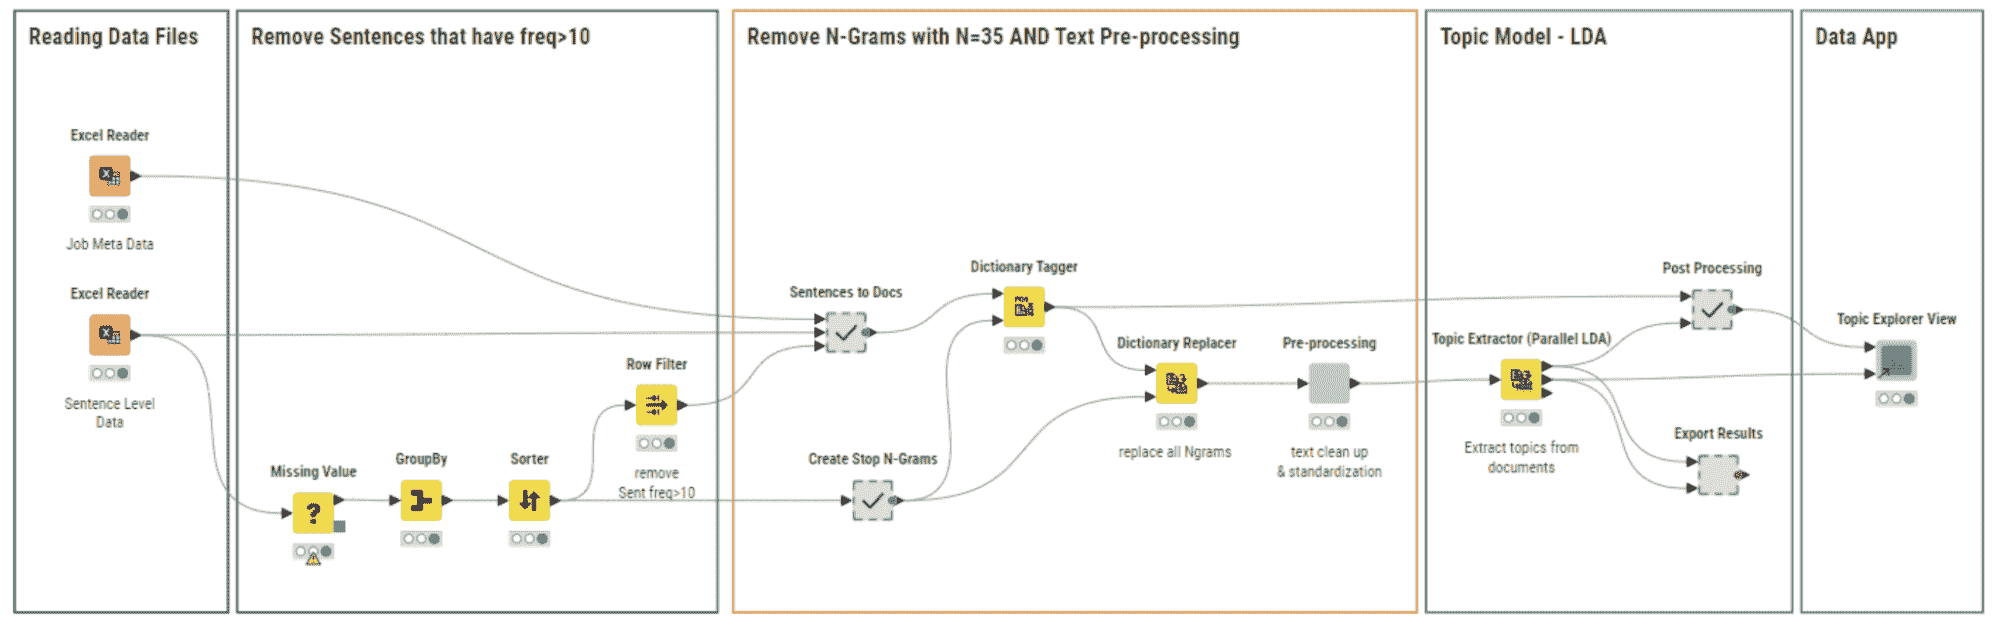 Reading Data Files
Excel Reader
Job Meta Data
Excel Reader
Sentence Level
Data
Remove Sentences that have freq>10
Missing Value
?
GroupBy
Sorter
Row Filter
remove
Sent freq>10
Remove N-Grams with N=35 AND Text Pre-processing
Sentences to Docs
Create Stop N-Grams
Dictionary Tagger
Dictionary Replacer
replace all Ngrams
Pre-processing
text clean up
& standardization
Topic Model - LDA
Topic Extractor (Parallel LDA)
Extract topics from
documents
Post Processing
Export Results
Data App
Topic Explorer View